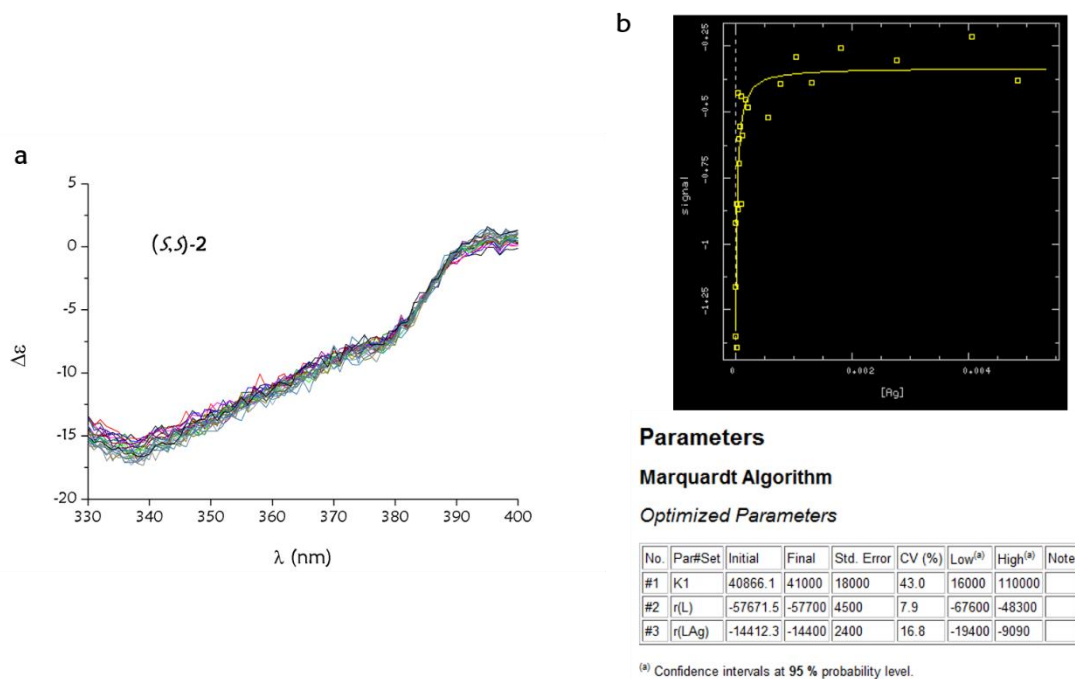 a
5
0
-5
-10
-15
-20
Δε
(S,S)-2
330 340 350 360 370 380 390 400
λ (nm)
b
-0.25
-0.5
-0.75
-1
-1.25
signal
0 0.002 0.004
[Ag]
Parameters
Marquardt Algorithm
Optimized Parameters
No. Par#Set Initial Final Std. Error CV (%) Low(a) High(a) Note
#1 K1 40866.1 41000 18000 43.0 16000 110000
#2 r(L) -57671.5 -57700 4500 7.9 -67600 -48300
#3 r(LAg) -14412.3 -14400 2400 16.8 -19400 -9090
(a) Confidence intervals at 95 % probability level.